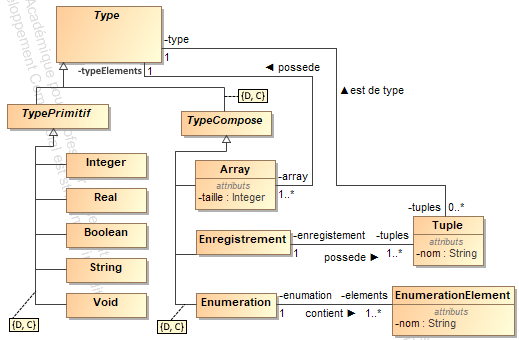 Type
-type
1
-typeElements
1
◄ possede
▲est de type
{D, C}
TypePrimitif
TypeCompose
Integer
Array
attributs
-taille : Integer
-array
1..*
Real
-tuples
0..*
Boolean
Enregistrement
-enregistement
-tuples
1
possede ►
1..*
Tuple
attributs
-nom : String
String
Void
Enumeration
-enumation
-elements
1
contient ►
1..*
EnumerationElement
attributs
-nom : String
{D, C}
{D, C}